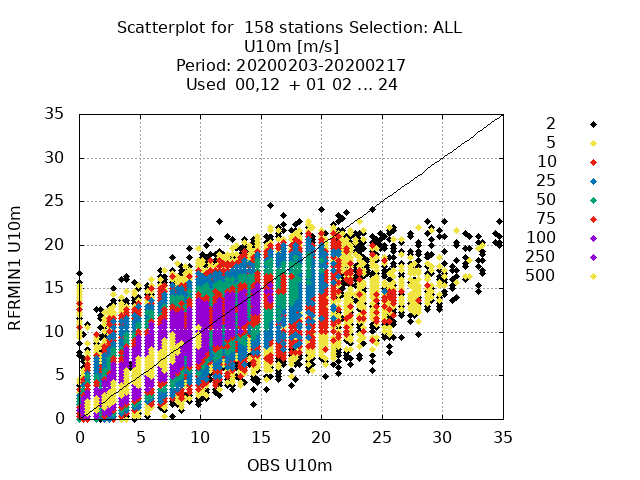 Scatterplot for  158 stations Selection: ALL
U10m [m/s]
Period: 20200203-20200217
Used  00,12  + 01 02 ... 24
35
30
25
20
15
10
5
0
RFRMIN1 U10m
0 5 10 15 20 25 30 35
OBS U10m
2
5
10
25
50
75
100
250
500